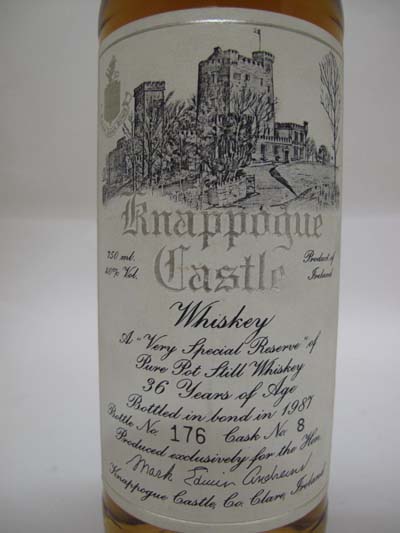 Knappogue
750 ml. Castle Product of
40% Vol. Ireland
Whiskey
A "Very Special Reserve" of
Pure Pot Still Whiskey
36 Years of Age
Bottled in bond in 1987
Bottle No. 176 Cask No 8
Produced exclusively for the Hon.
Mark Edwin Andrews
Knappogue Castle, Co. Clare, Ireland